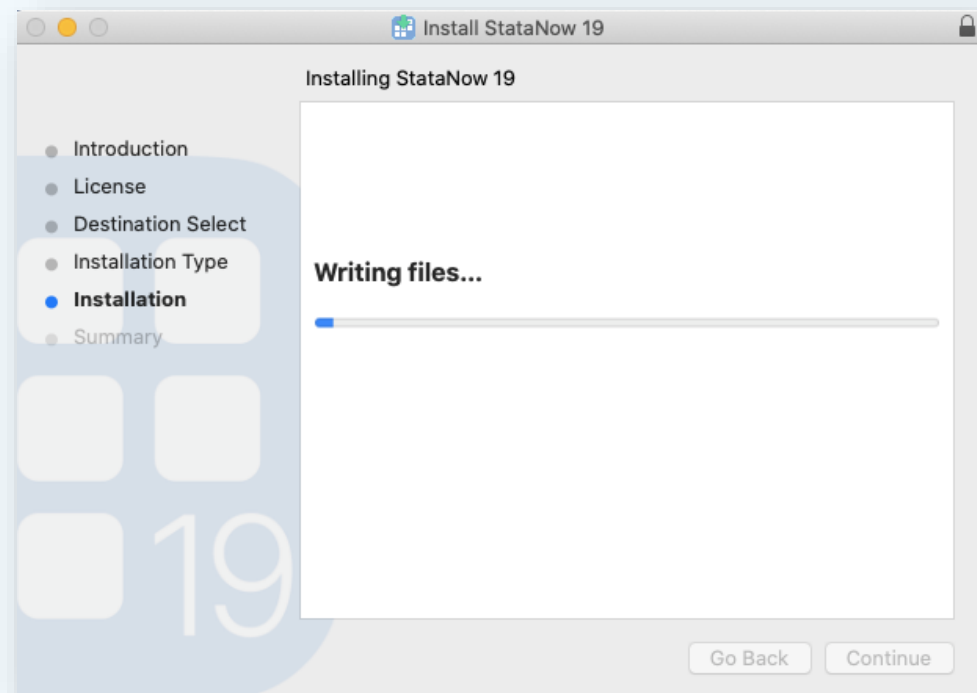 Install StataNow 19
Installing StataNow 19
Introduction
License
Destination Select
Installation Type
Installation
Summary
Writing files...
19
Go Back
Continue